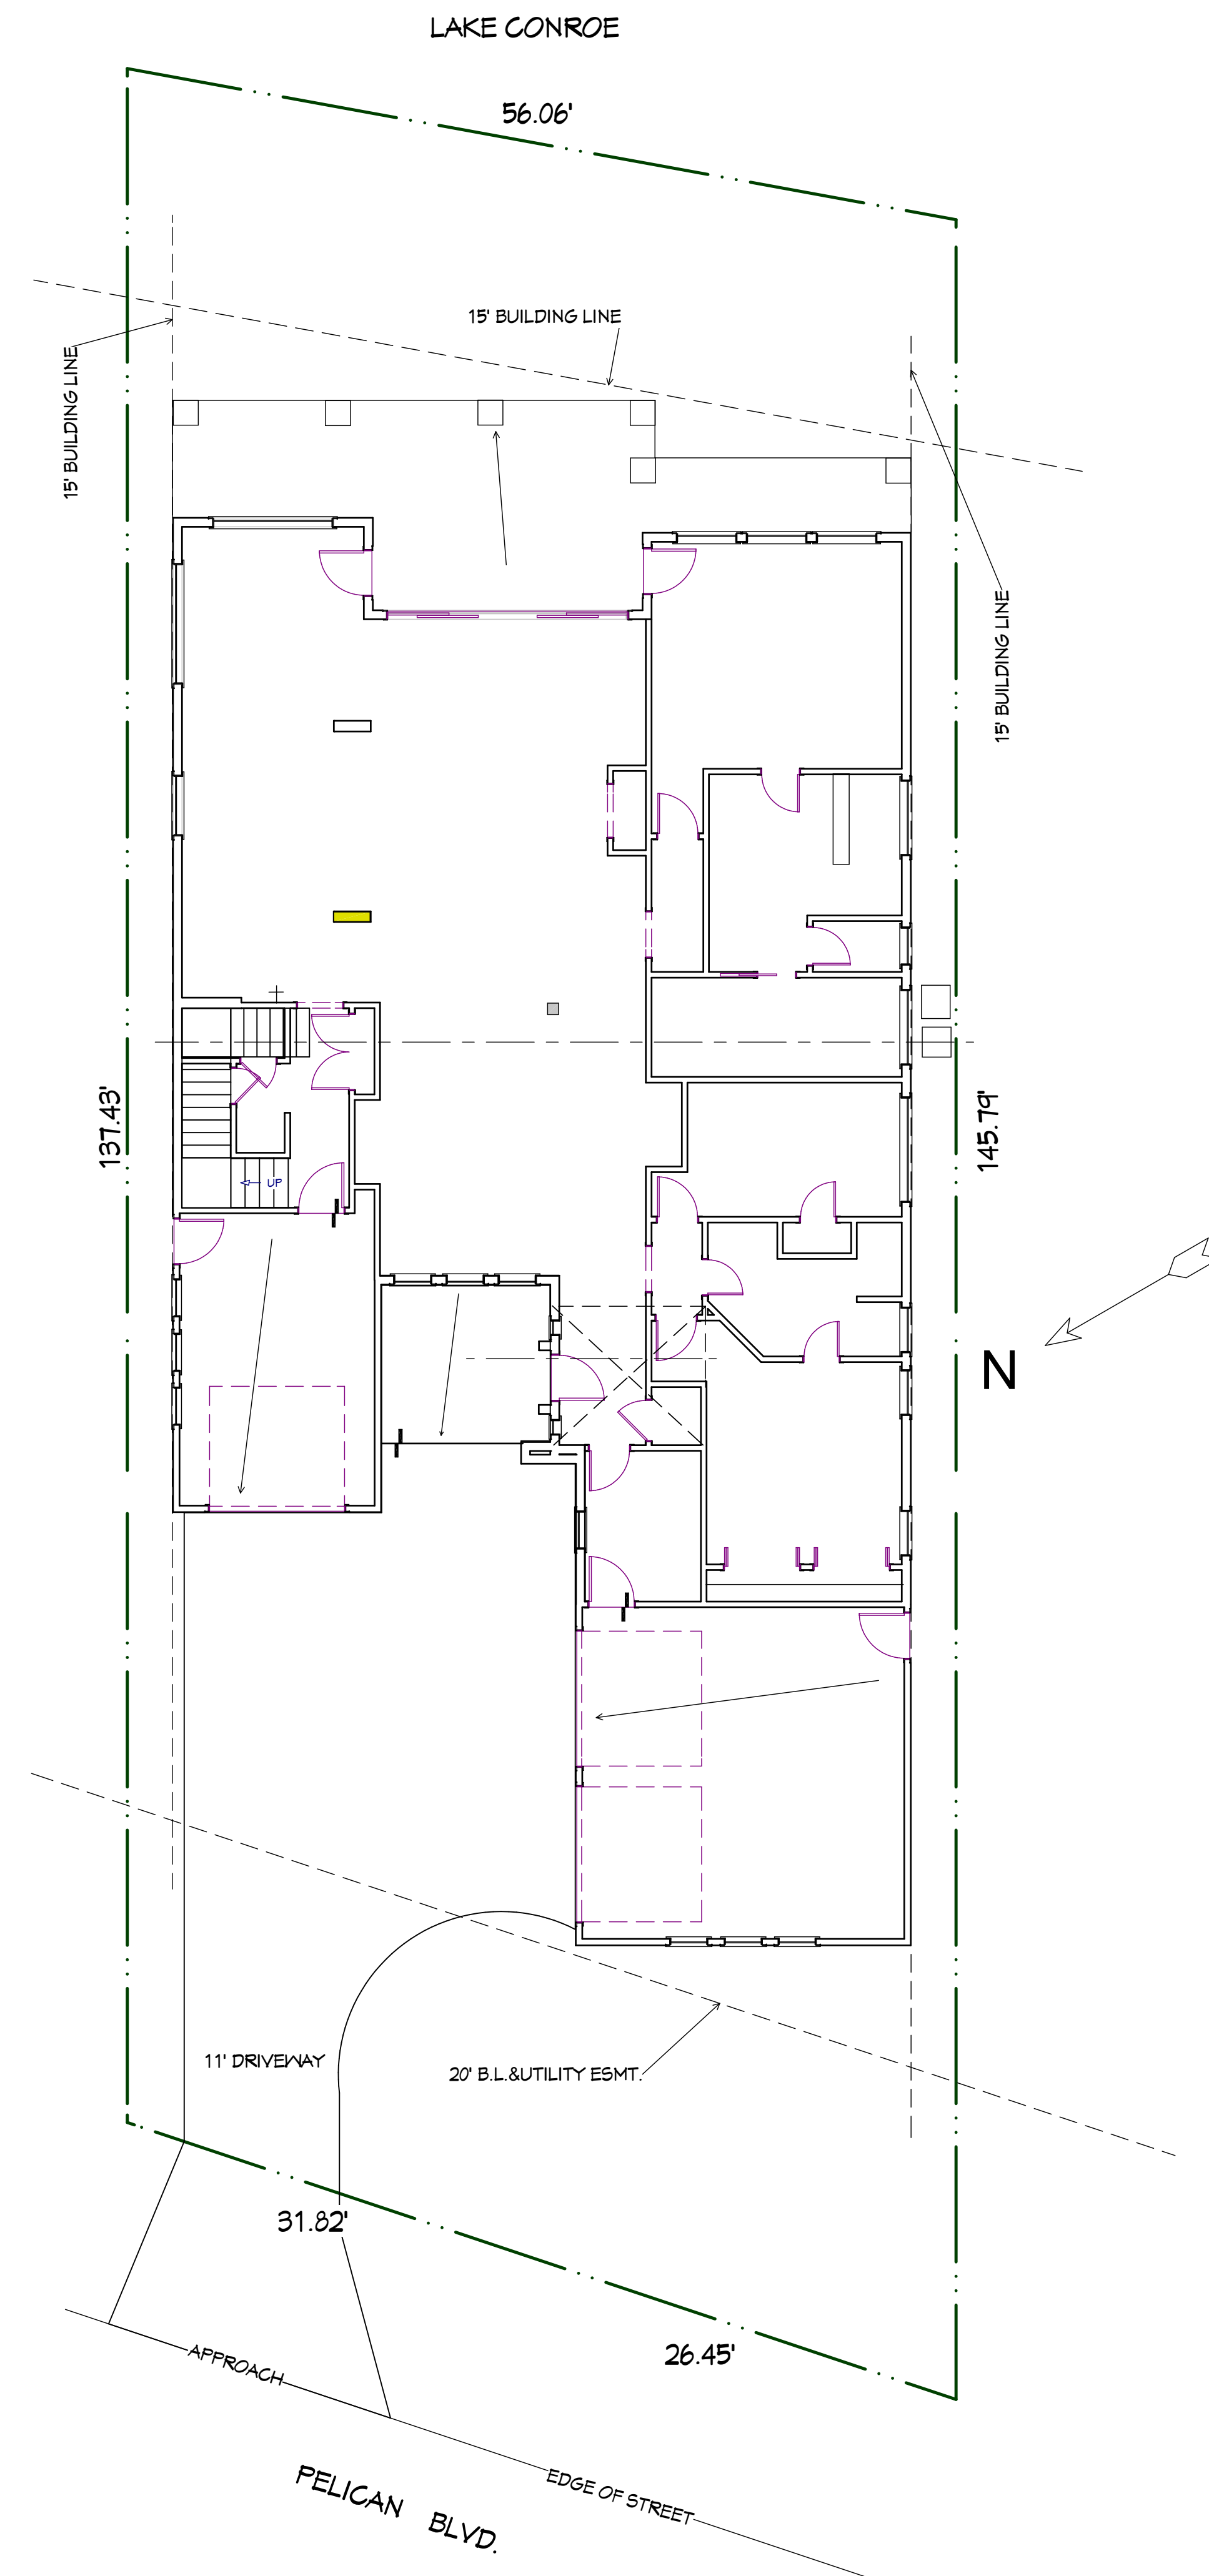 LAKE CONROE
56.06'
15' BUILDING LINE
15' BUILDING LINE
15' BUILDING LINE
137.43'
145.79'
UP
N
11' DRIVEWAY
20' B.L.&UTILITY ESMT.
31.82'
26.45'
APPROACH
EDGE OF STREET
PELICAN BLVD.